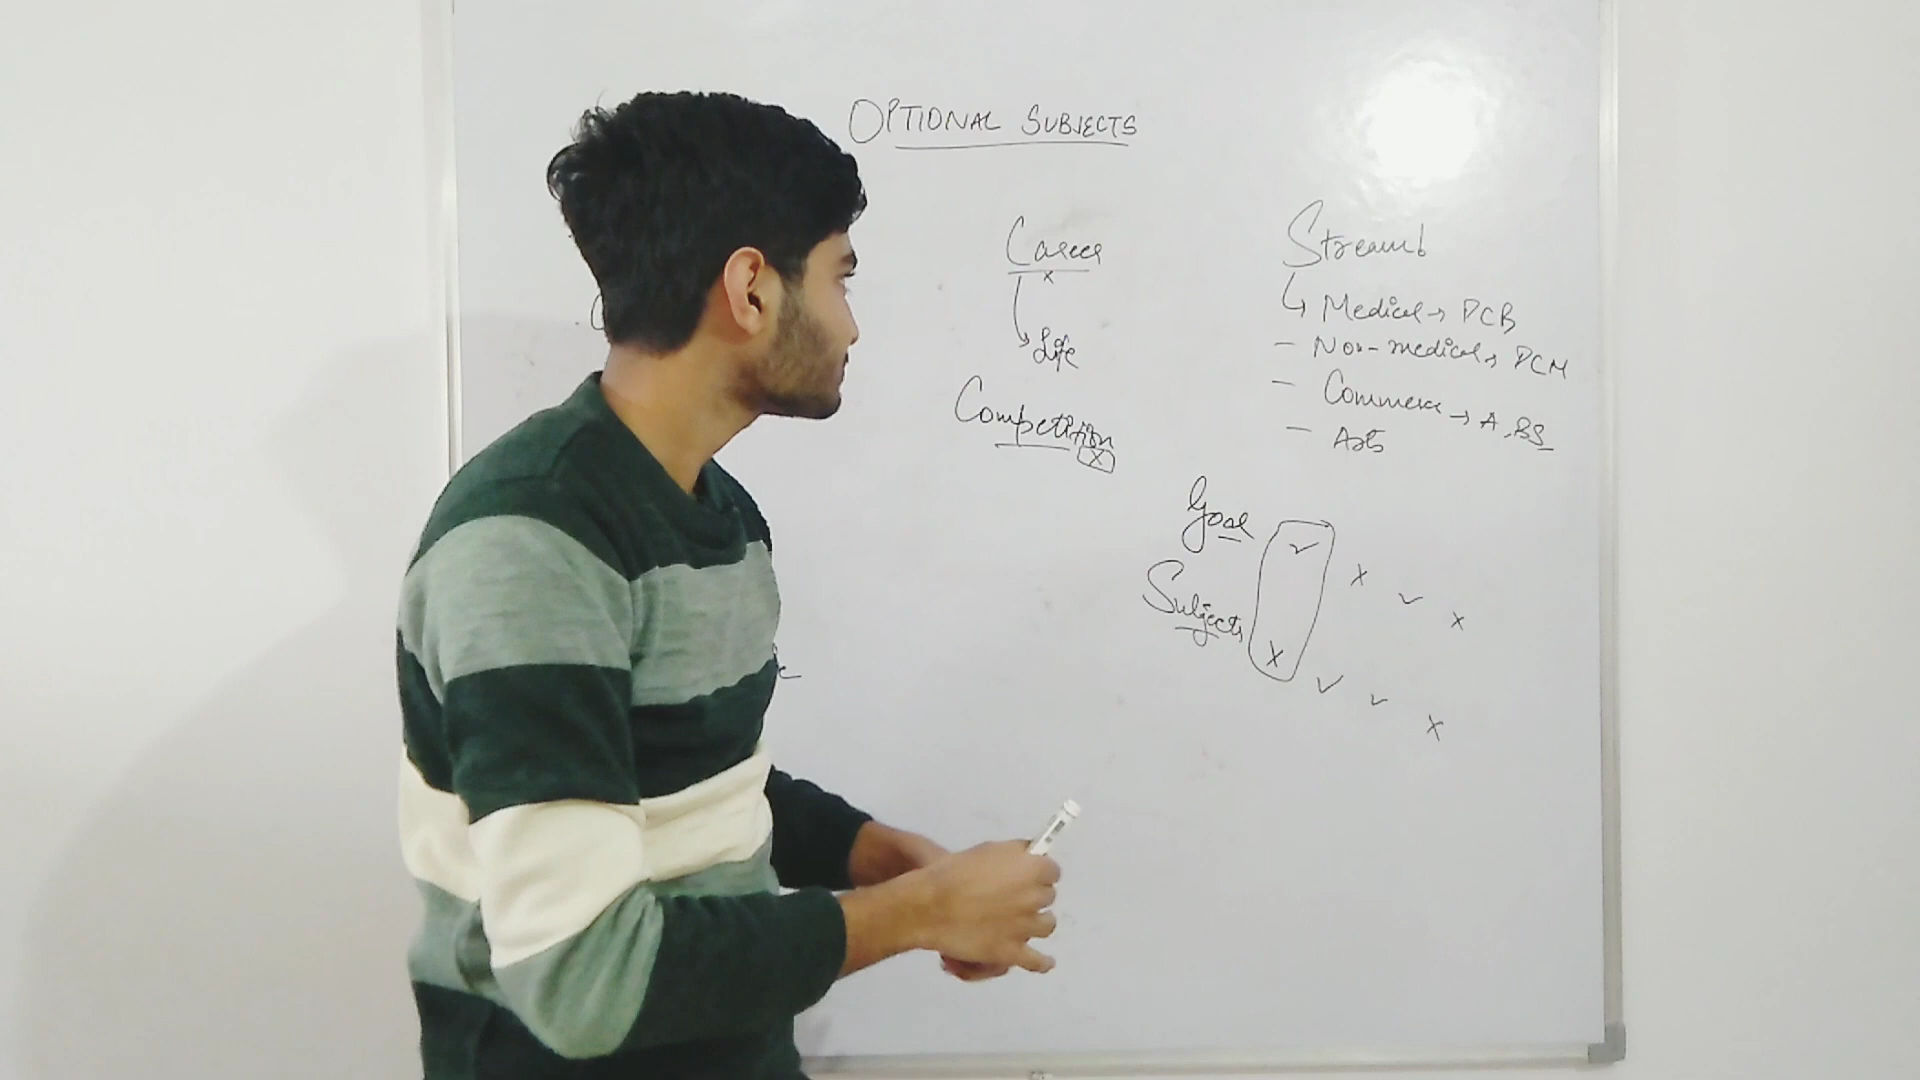 OPTIONAL SUBJECTS
Career
x
Life
Competition
X
Stream!
Medical → PCB
- Non-medical → PCM
- Commerce → A, BS
- Arts
Goal ✓ x ✓ x
Subjects x ✓ ✓ x